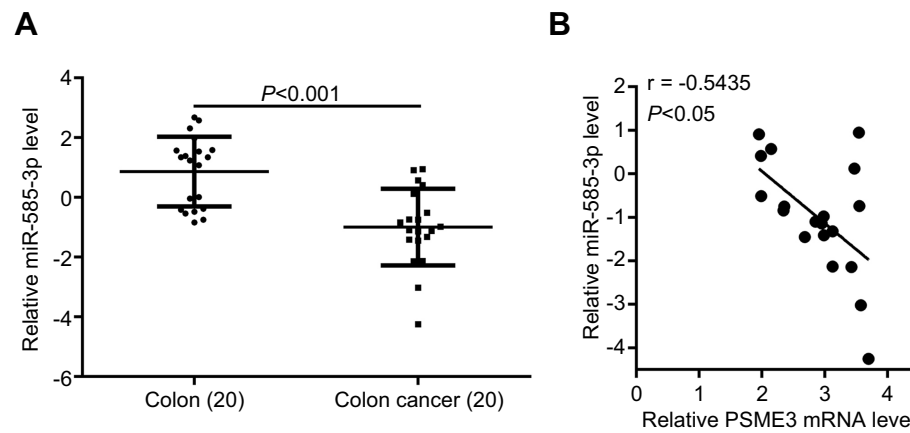 A
Relative miR-585-3p level
4
2
0
-2
-4
-6
P<0.001
Colon (20)
Colon cancer (20)
B
Relative miR-585-3p level
2
1
0
-1
-2
-3
-4
r = -0.5435
P<0.05
0
1
2
3
4
Relative PSME3 mRNA leve